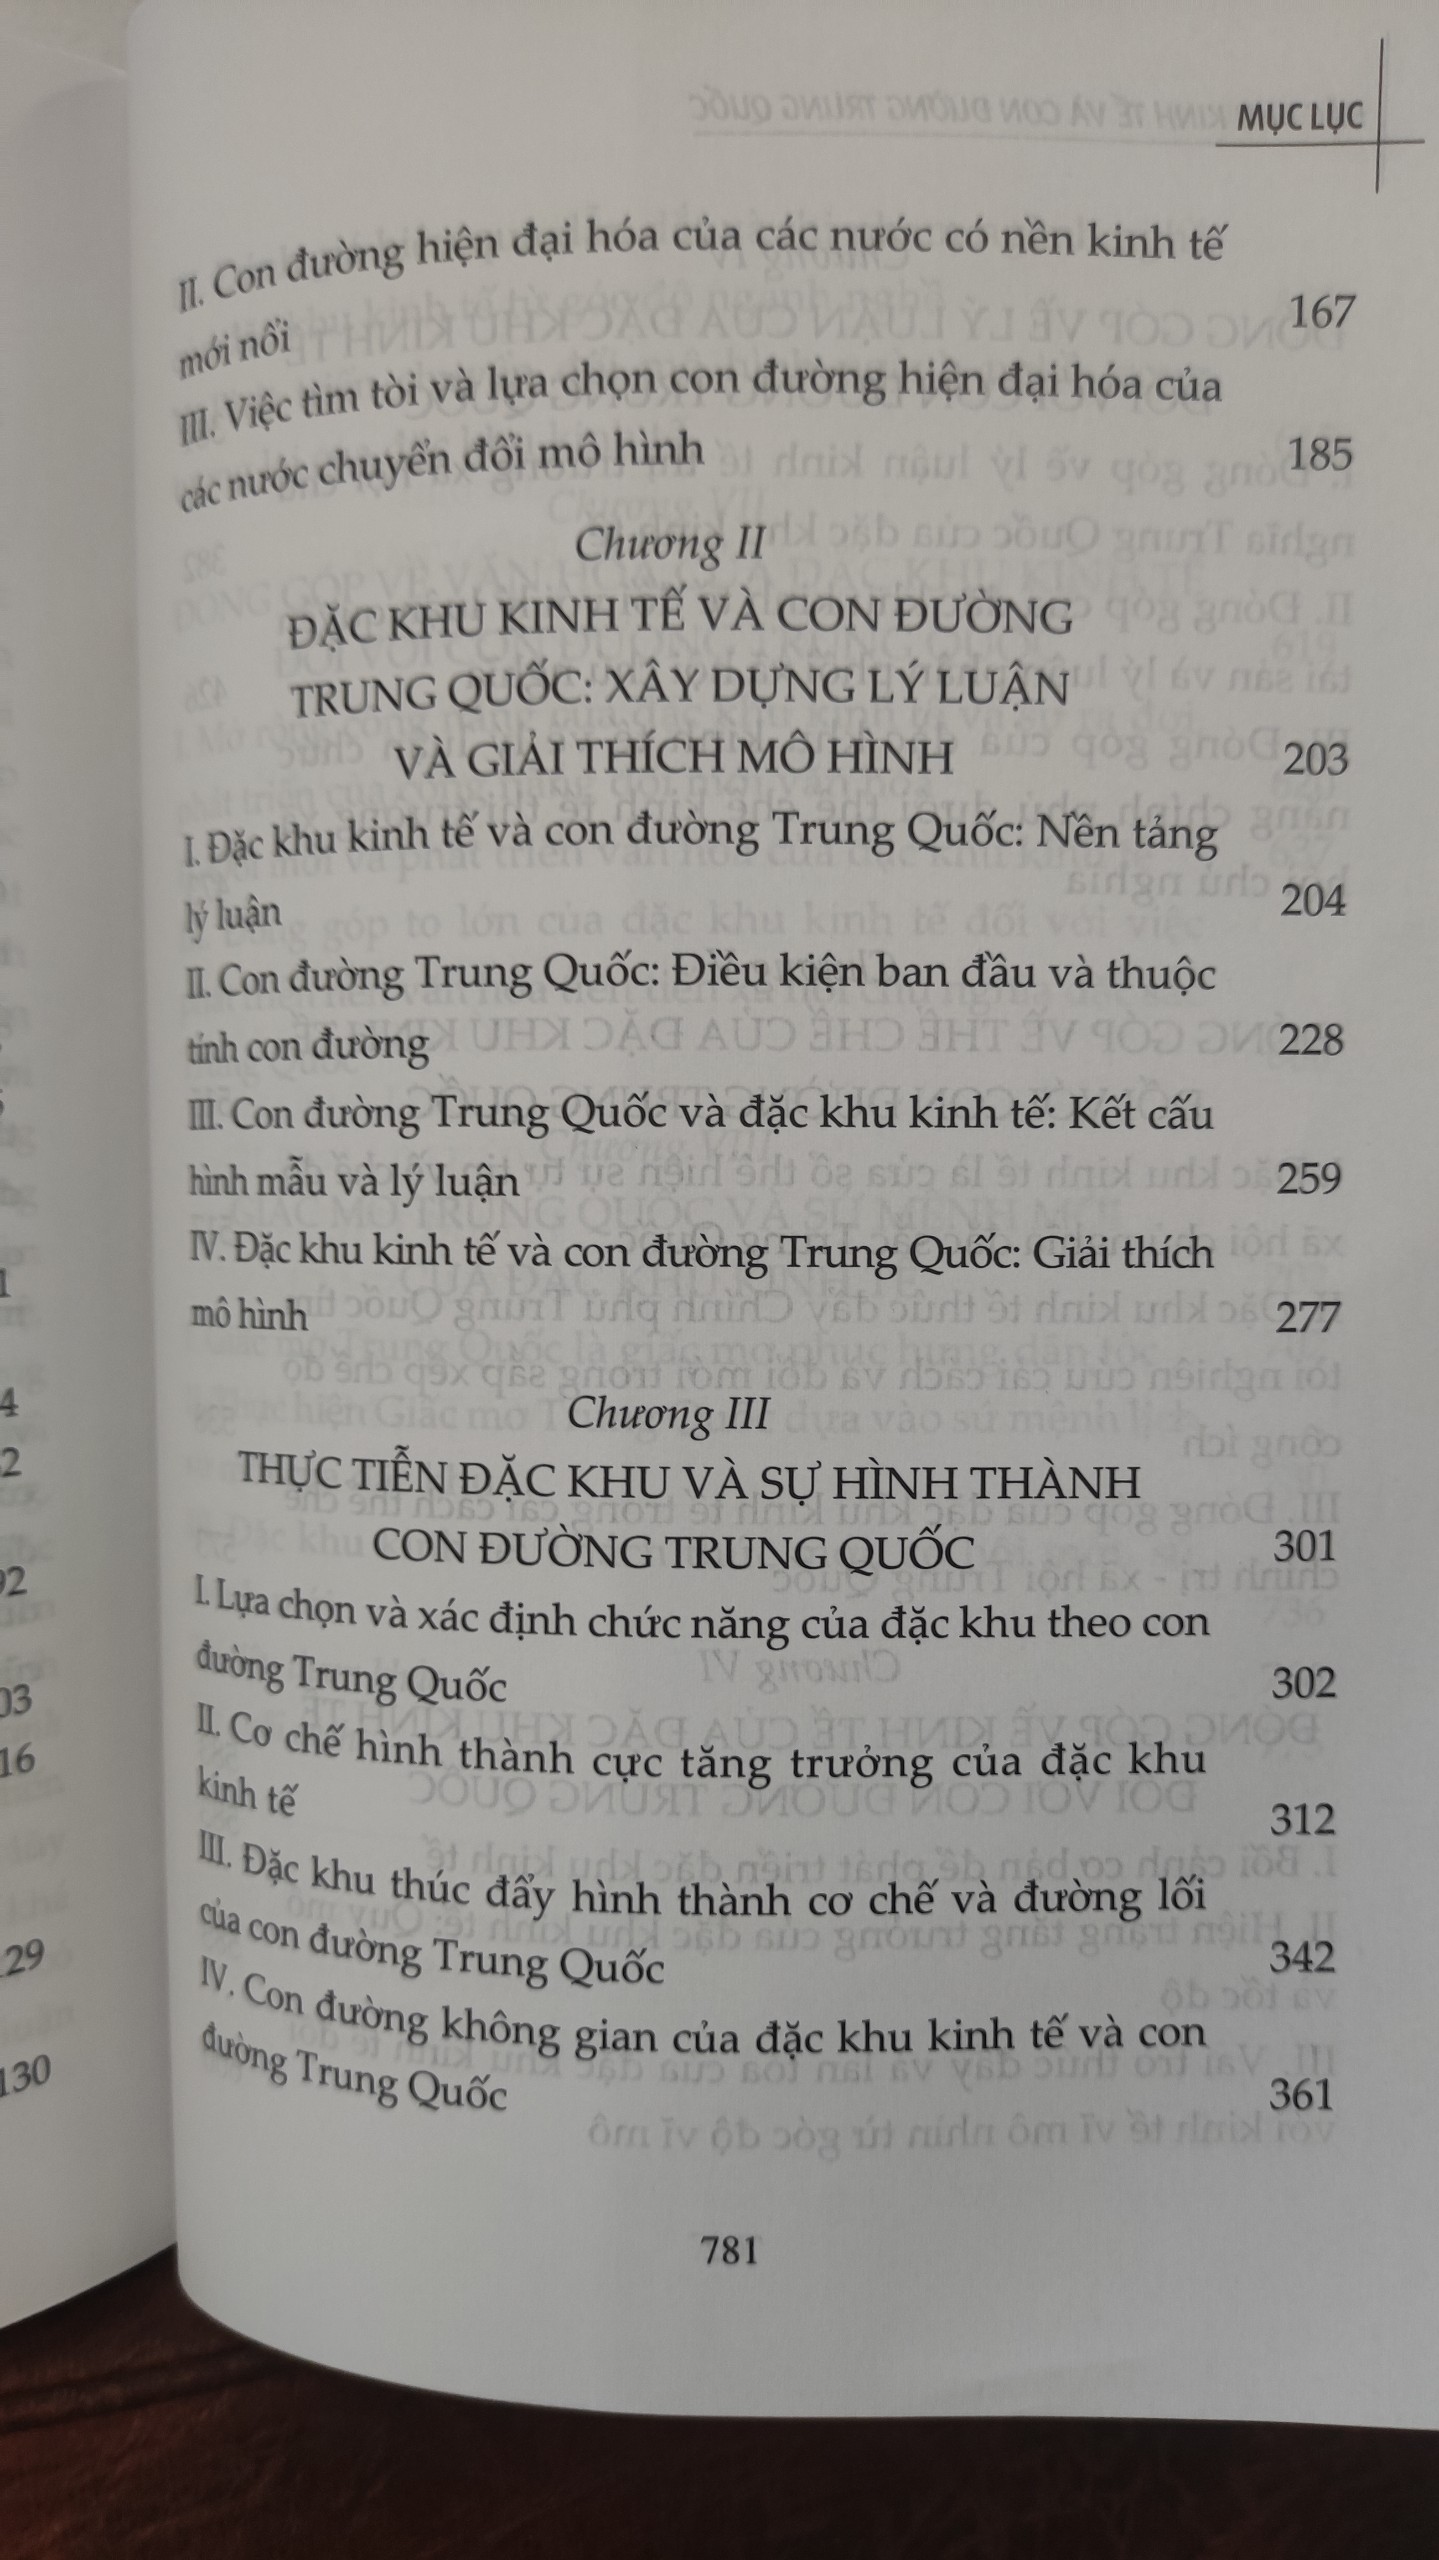 MỤC LỤC
II. Con đường hiện đại hóa của các nước có nền kinh tế
mới nổi 167
III. Việc tìm tòi và lựa chọn con đường hiện đại hóa của
các nước chuyển đổi mô hình 185
Chương II
ĐẶC KHU KINH TẾ VÀ CON ĐƯỜNG
TRUNG QUỐC: XÂY DỰNG LÝ LUẬN
VÀ GIẢI THÍCH MÔ HÌNH 203
I. Đặc khu kinh tế và con đường Trung Quốc: Nền tảng
lý luận 204
II. Con đường Trung Quốc: Điều kiện ban đầu và thuộc
tính con đường 228
III. Con đường Trung Quốc và đặc khu kinh tế: Kết cấu
hình mẫu và lý luận 259
IV. Đặc khu kinh tế và con đường Trung Quốc: Giải thích
mô hình 277
Chương III
THỰC TIỄN ĐẶC KHU VÀ SỰ HÌNH THÀNH
CON ĐƯỜNG TRUNG QUỐC 301
I. Lựa chọn và xác định chức năng của đặc khu theo con
đường Trung Quốc 302
II. Cơ chế hình thành cực tăng trưởng của đặc khu
kinh tế 312
III. Đặc khu thúc đẩy hình thành cơ chế và đường lối
của con đường Trung Quốc 342
IV. Con đường không gian của đặc khu kinh tế và con
đường Trung Quốc 361
781